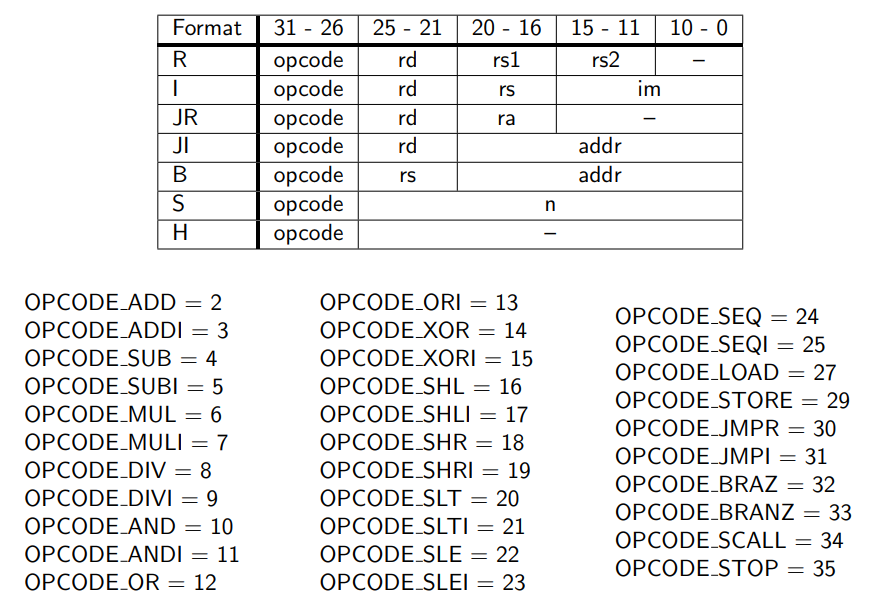 Format 31 - 26 25 - 21 20 - 16 15 - 11 10 - 0
R opcode rd rs1 rs2 –
I opcode rd rs im
JR opcode rd ra –
JI opcode rd addr
B opcode rs addr
S opcode n
H opcode –
OPCODE_ADD = 2
OPCODE_ADDI = 3
OPCODE_SUB = 4
OPCODE_SUBI = 5
OPCODE_MUL = 6
OPCODE_MULI = 7
OPCODE_DIV = 8
OPCODE_DIVI = 9
OPCODE_AND = 10
OPCODE_ANDI = 11
OPCODE_OR = 12
OPCODE_ORI = 13
OPCODE_XOR = 14
OPCODE_XORI = 15
OPCODE_SHL = 16
OPCODE_SHLI = 17
OPCODE_SHR = 18
OPCODE_SHRI = 19
OPCODE_SLT = 20
OPCODE_SLTI = 21
OPCODE_SLE = 22
OPCODE_SLEI = 23
OPCODE_SEQ = 24
OPCODE_SEQI = 25
OPCODE_LOAD = 27
OPCODE_STORE = 29
OPCODE_JMPR = 30
OPCODE_JMPI = 31
OPCODE_BRAZ = 32
OPCODE_BRANZ = 33
OPCODE_SCALL = 34
OPCODE_STOP = 35